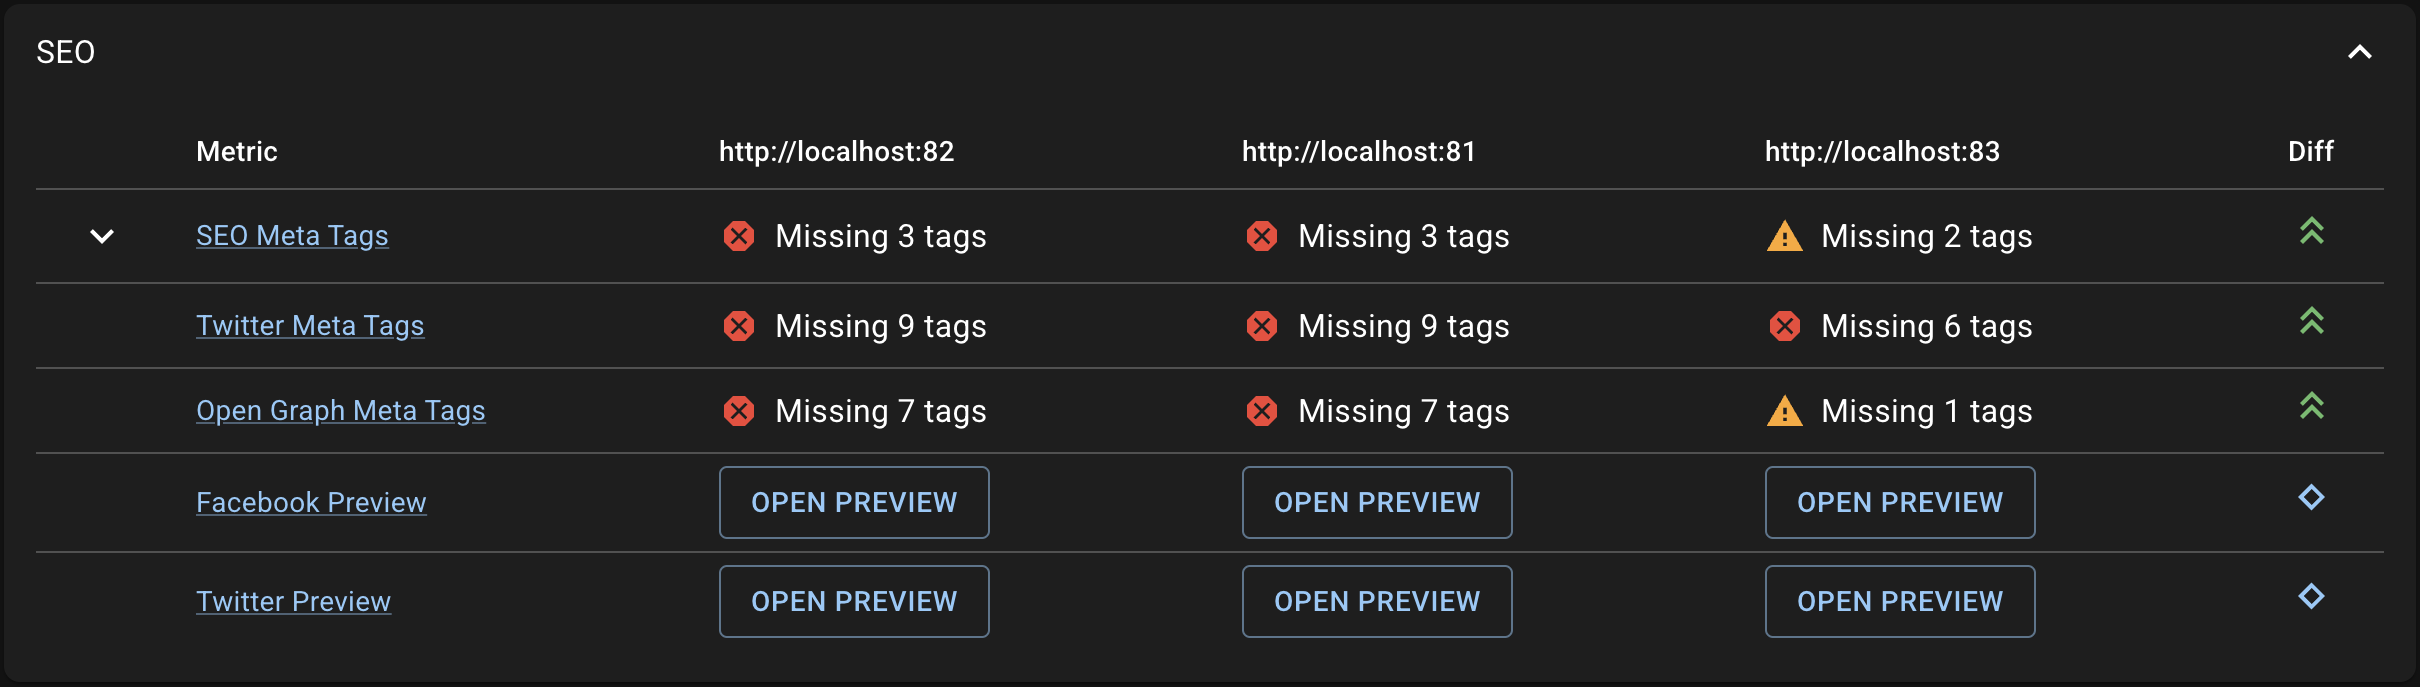 SEO
Metric http://localhost:82 http://localhost:81 http://localhost:83 Diff
SEO Meta Tags Missing 3 tags Missing 3 tags Missing 2 tags
Twitter Meta Tags Missing 9 tags Missing 9 tags Missing 6 tags
Open Graph Meta Tags Missing 7 tags Missing 7 tags Missing 1 tags
Facebook Preview OPEN PREVIEW OPEN PREVIEW OPEN PREVIEW
Twitter Preview OPEN PREVIEW OPEN PREVIEW OPEN PREVIEW